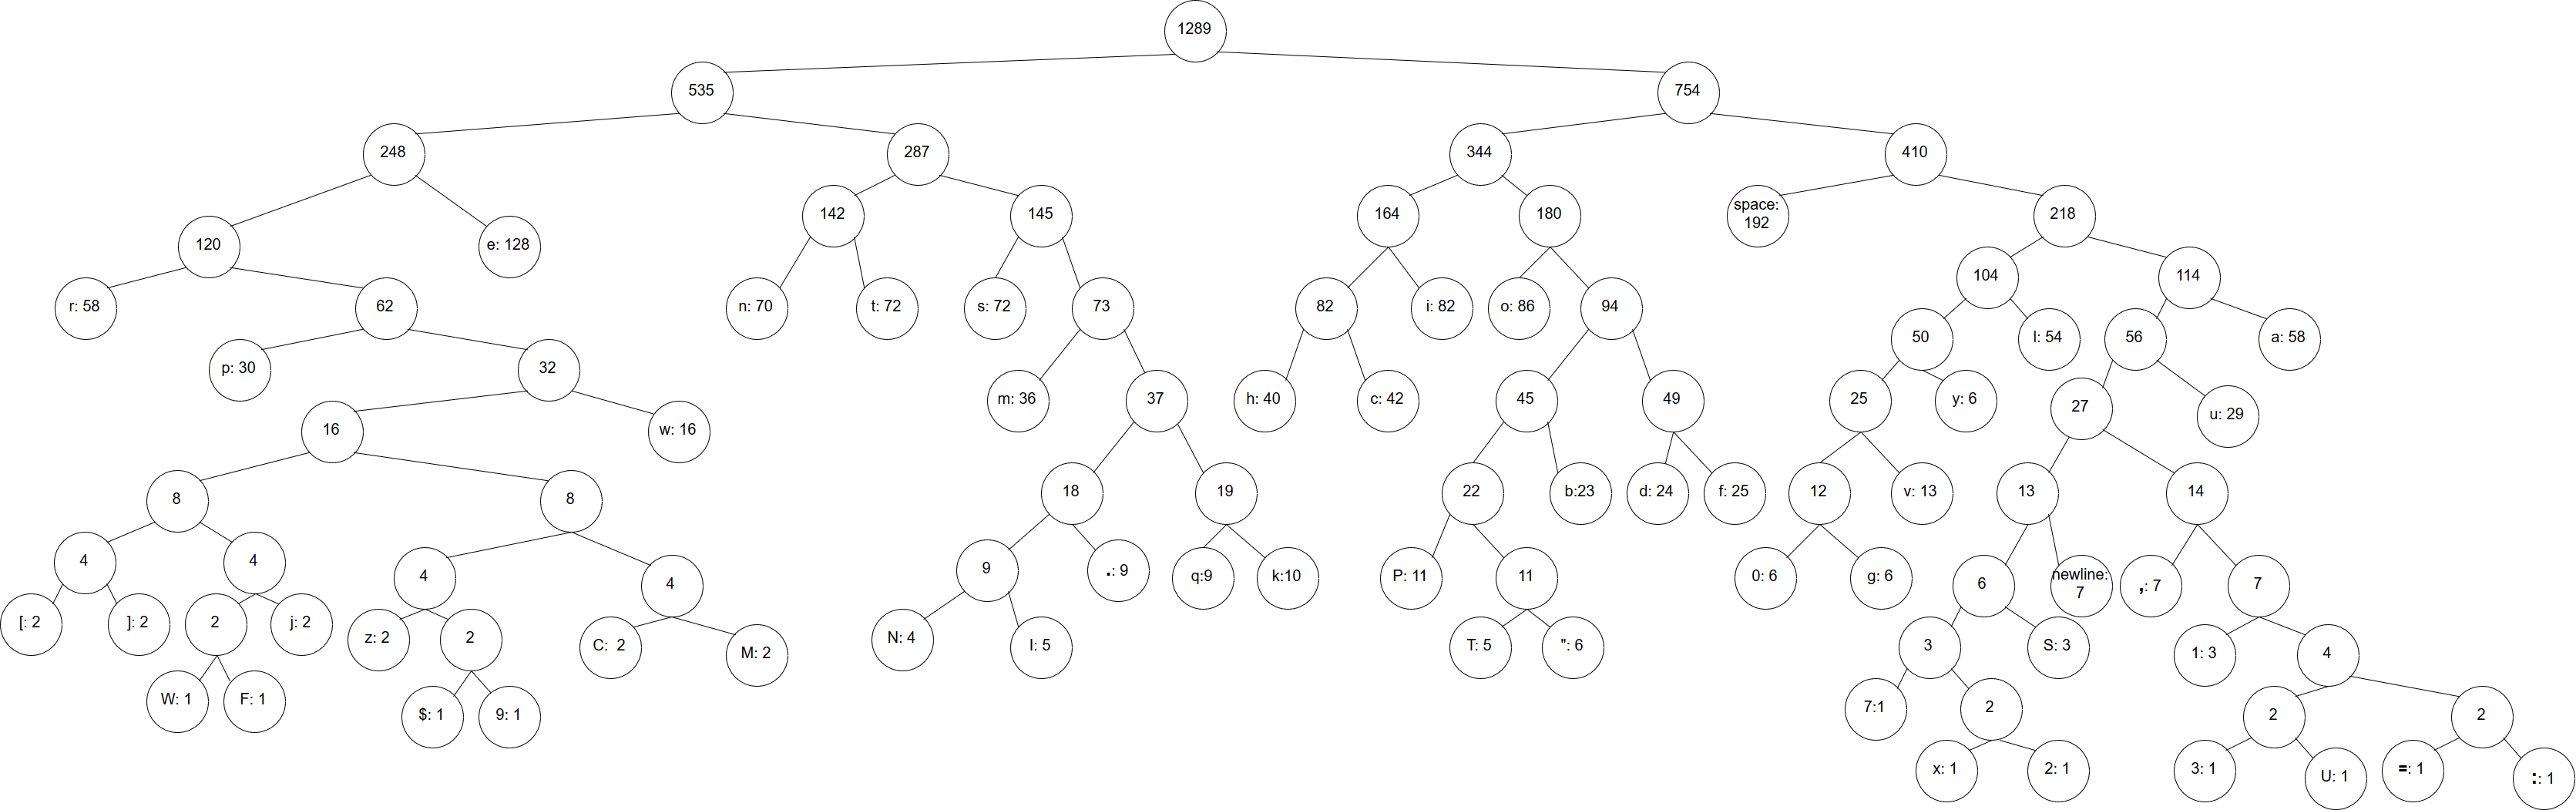 1289
535
754
248
287
344
410
120
e: 128
142
145
164
180
space:
192
218
r: 58
62
n: 70
t: 72
s: 72
73
82
i: 82
o: 86
94
104
114
p: 30
32
m: 36
37
h: 40
c: 42
45
49
50
l: 54
56
a: 58
16
w: 16
18
19
22
b:23
d: 24
f: 25
25
y: 6
27
u: 29
8
8
9
.: 9
q:9
k:10
P: 11
11
12
v: 13
13
14
4
4
4
4
N: 4
I: 5
T: 5
": 6
0: 6
g: 6
6
newline:
7
,: 7
7
[: 2
]: 2
2
j: 2
z: 2
2
C: 2
M: 2
3
S: 3
1: 3
4
W: 1
F: 1
$: 1
9: 1
7:1
2
2
2
x: 1
2: 1
3: 1
U: 1
=: 1
:: 1